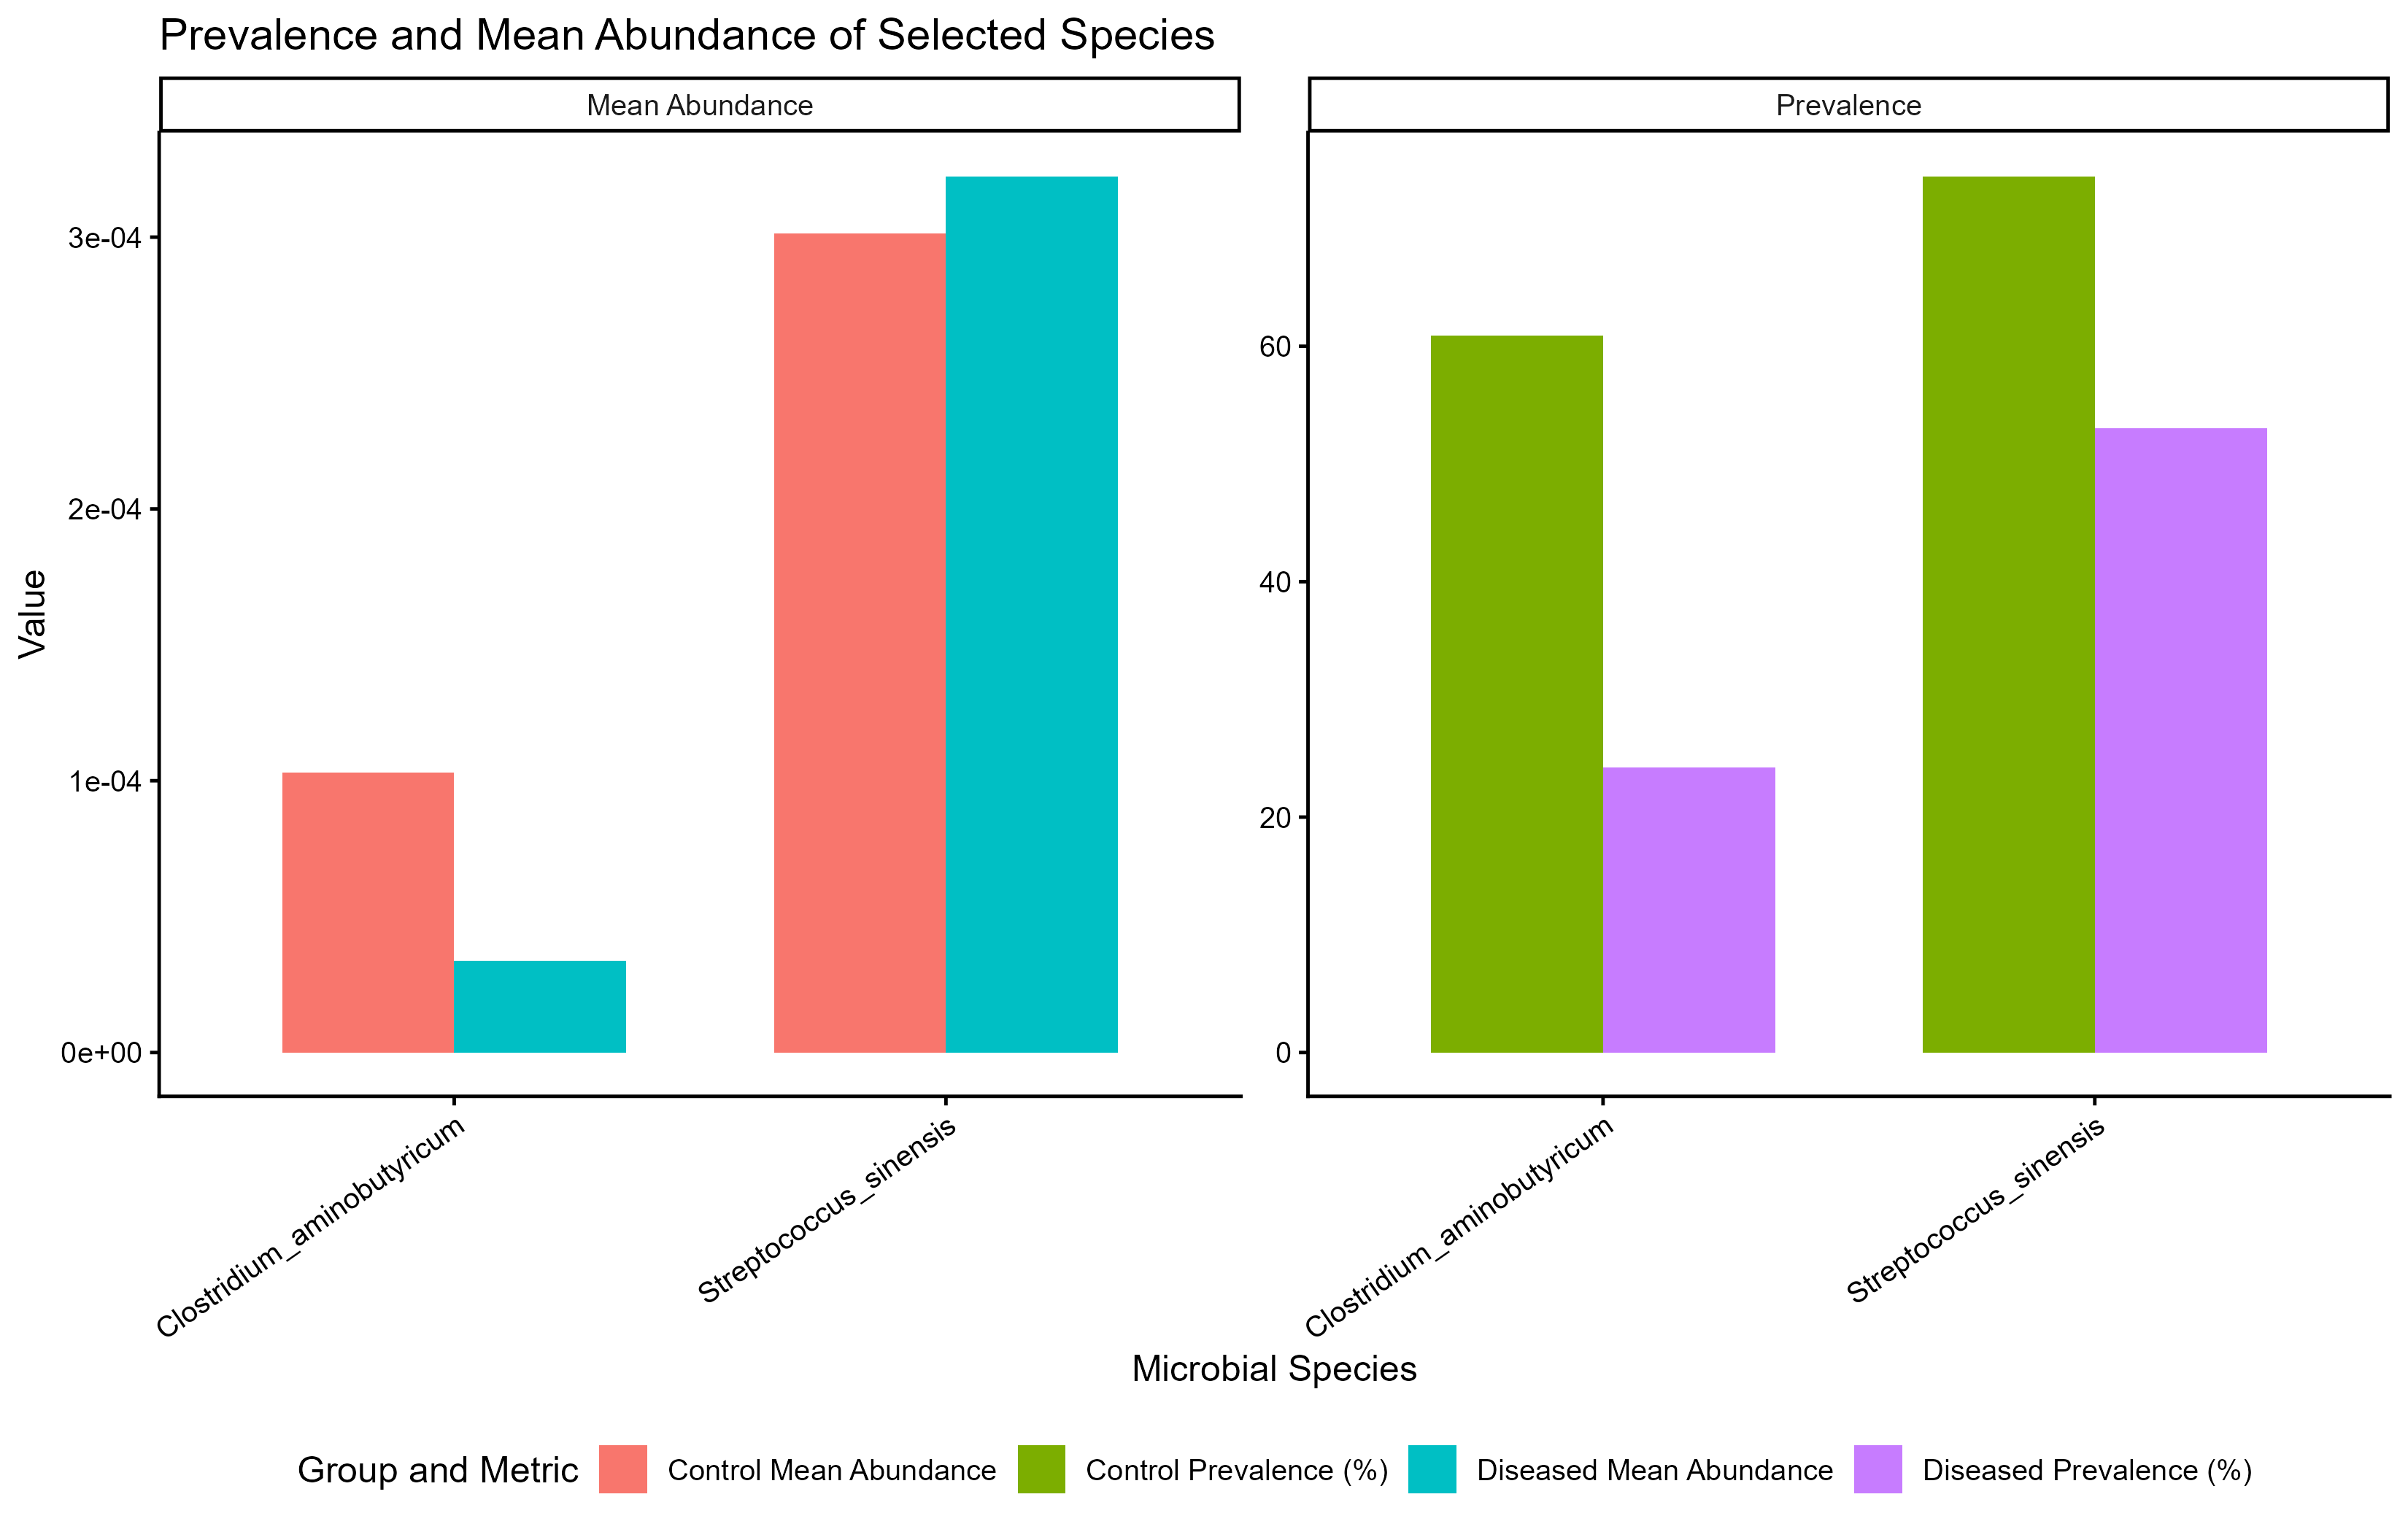 Prevalence and Mean Abundance of Selected Species
Mean Abundance
Prevalence
Value
3e-04
2e-04
1e-04
0e+00
60
40
20
0
Clostridium_aminobutyricum
Streptococcus_sinensis
Clostridium_aminobutyricum
Streptococcus_sinensis
Microbial Species
Group and Metric Control Mean Abundance Control Prevalence (%) Diseased Mean Abundance Diseased Prevalence (%)